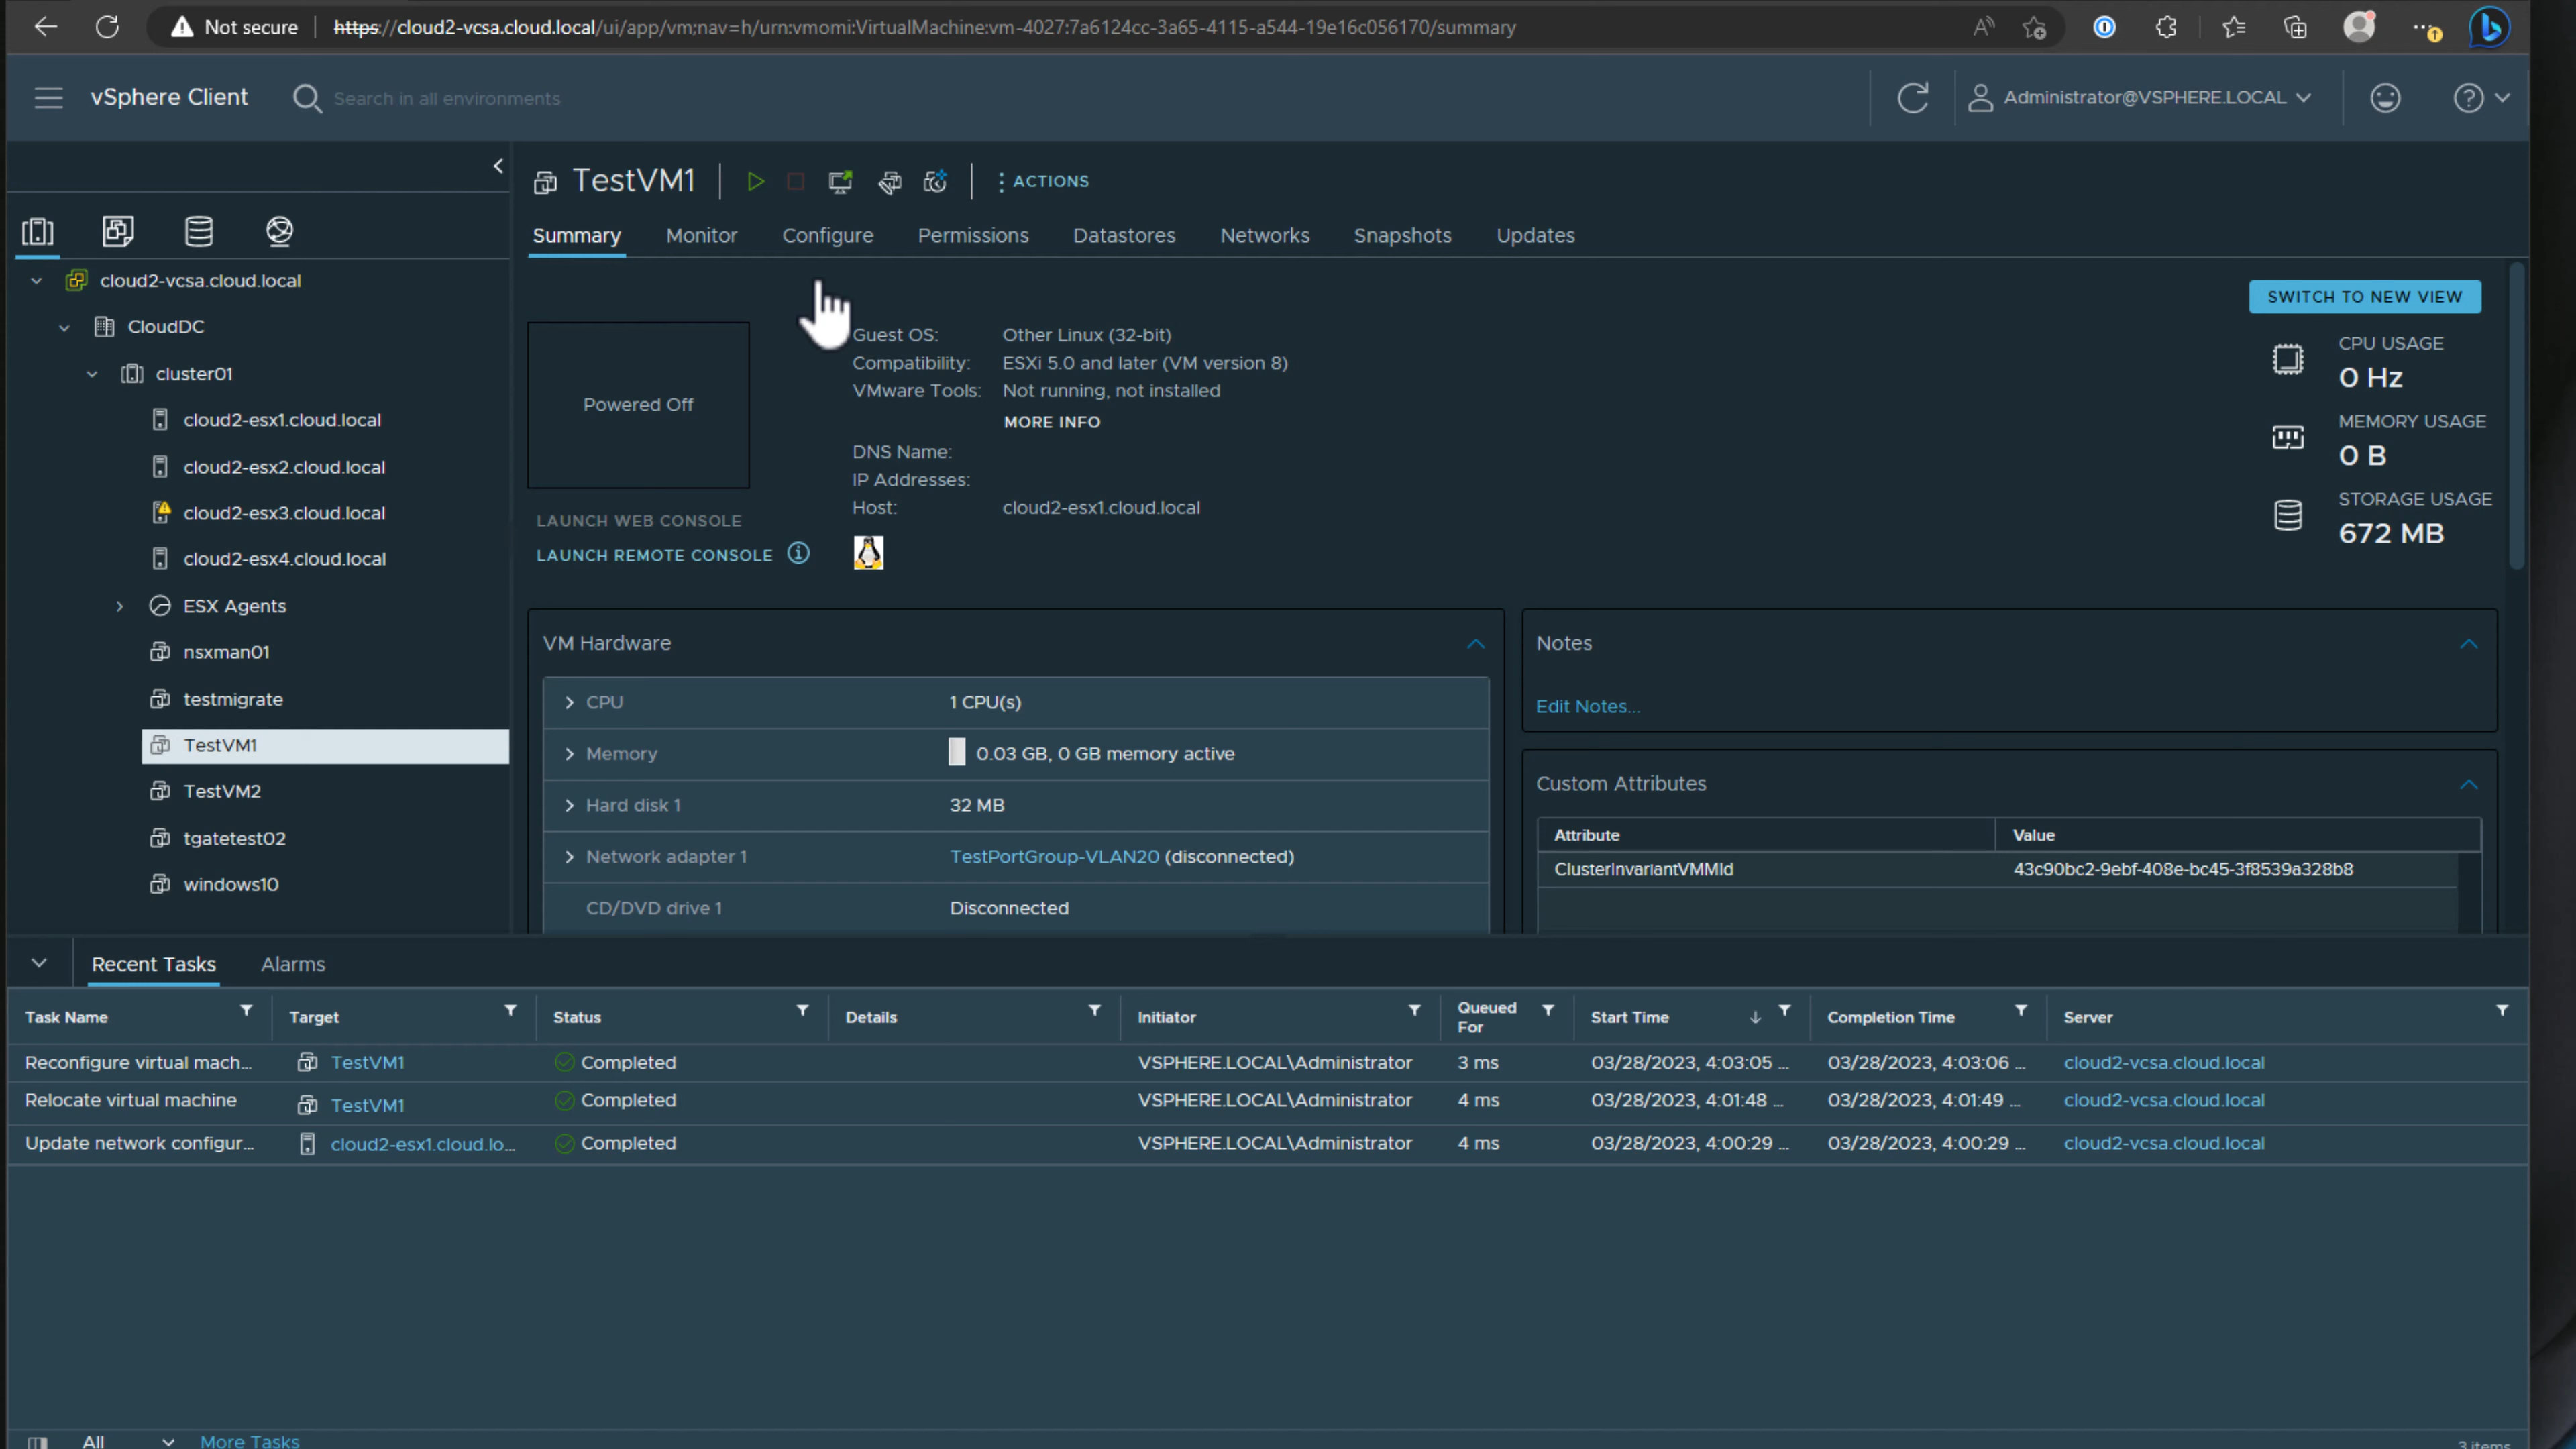 Not secure
https://cloud2-vcsa.cloud.local/ui/app/vm;nav=h/urn:vmomi:VirtualMachine:vm-4027:7a6124cc-3a65-4115-a544-19e16c056170/summary
vSphere Client
Search in all environments
Administrator@VSPHERE.LOCAL
cloud2-vcsa.cloud.local
CloudDC
cluster01
cloud2-esx1.cloud.local
cloud2-esx2.cloud.local
cloud2-esx3.cloud.local
cloud2-esx4.cloud.local
ESX Agents
nsxman01
testmigrate
TestVM1
TestVM2
tgatetest02
windows10
TestVM1
ACTIONS
Summary Monitor Configure Permissions Datastores Networks Snapshots Updates
SWITCH TO NEW VIEW
Powered Off
LAUNCH WEB CONSOLE
LAUNCH REMOTE CONSOLE
Guest OS: Other Linux (32-bit)
Compatibility: ESXi 5.0 and later (VM version 8)
VMware Tools: Not running, not installed
MORE INFO
DNS Name:
IP Addresses:
Host: cloud2-esx1.cloud.local
CPU USAGE
0 Hz
MEMORY USAGE
0 B
STORAGE USAGE
672 MB
VM Hardware
CPU 1 CPU(s)
Memory 0.03 GB, 0 GB memory active
Hard disk 1 32 MB
Network adapter 1 TestPortGroup-VLAN20 (disconnected)
CD/DVD drive 1 Disconnected
Notes
Edit Notes...
Custom Attributes
Attribute Value
ClusterInvariantVMMId 43c90bc2-9ebf-408e-bc45-3f8539a328b8
Recent Tasks Alarms
Task Name Target Status Details Initiator Queued For Start Time Completion Time Server
Reconfigure virtual mach... TestVM1 Completed VSPHERE.LOCAL\Administrator 3 ms 03/28/2023, 4:03:05 ... 03/28/2023, 4:03:06 ... cloud2-vcsa.cloud.local
Relocate virtual machine TestVM1 Completed VSPHERE.LOCAL\Administrator 4 ms 03/28/2023, 4:01:48 ... 03/28/2023, 4:01:49 ... cloud2-vcsa.cloud.local
Update network configur... cloud2-esx1.cloud.lo... Completed VSPHERE.LOCAL\Administrator 4 ms 03/28/2023, 4:00:29 ... 03/28/2023, 4:00:29 ... cloud2-vcsa.cloud.local
All More Tasks
3 items